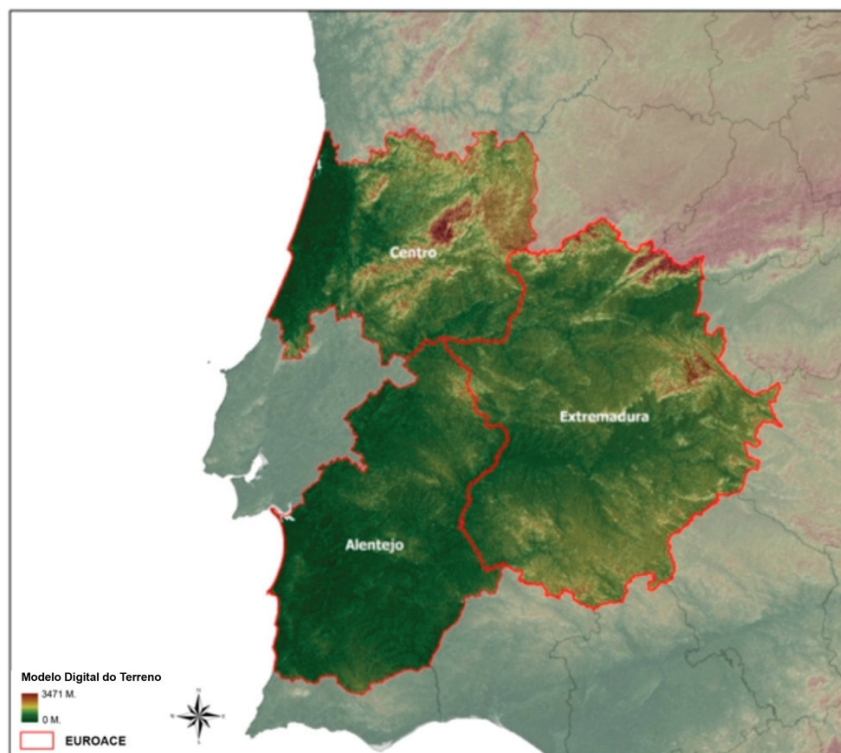 Centro
Extremadura
Alentejo
Modelo Digital do Terreno
3471 M.
0 M.
EUROACE